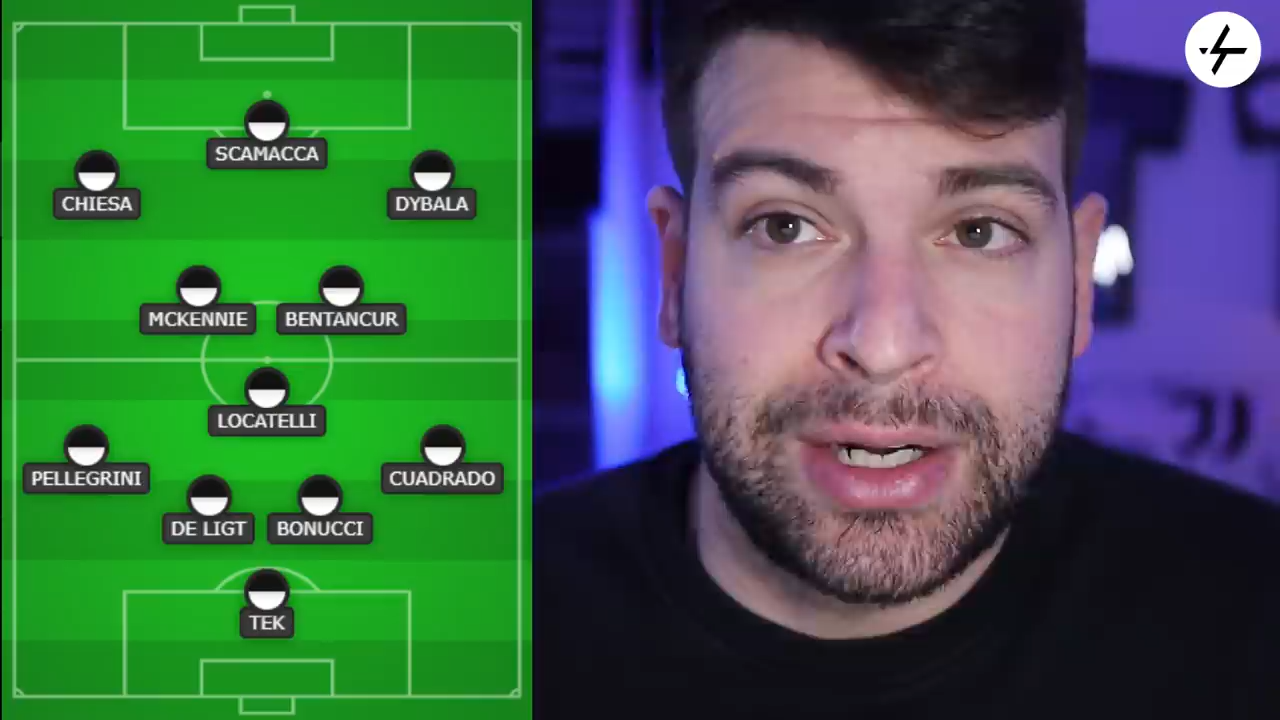 SCAMACCA
CHIESA
DYBALA
MCKENNIE
BENTANCUR
LOCATELLI
PELLEGRINI
CUADRADO
DE LIGT
BONUCCI
TEK